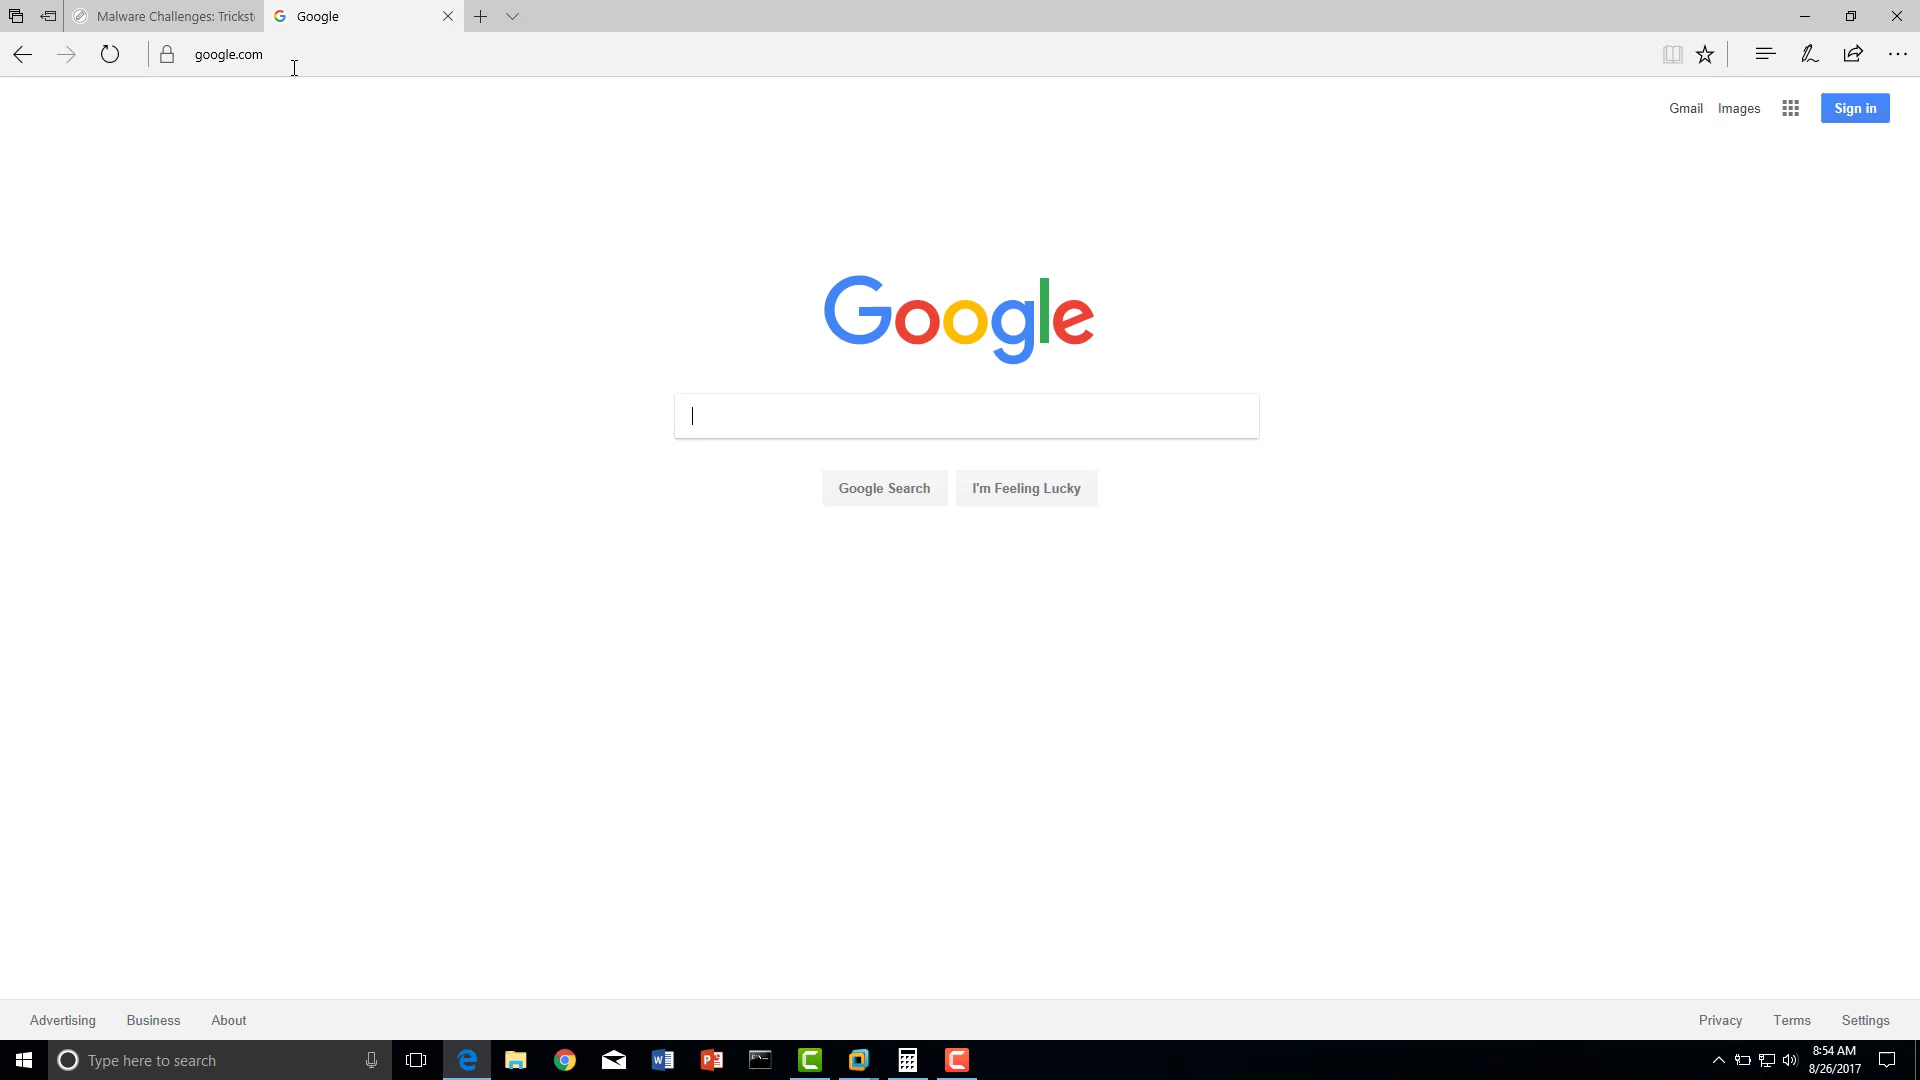 Malware Challenges: Trickst
Google
google.com
Gmail
Images
Sign in
Google
Google Search
I'm Feeling Lucky
Advertising
Business
About
Privacy
Terms
Settings
Type here to search
8:54 AM
8/26/2017